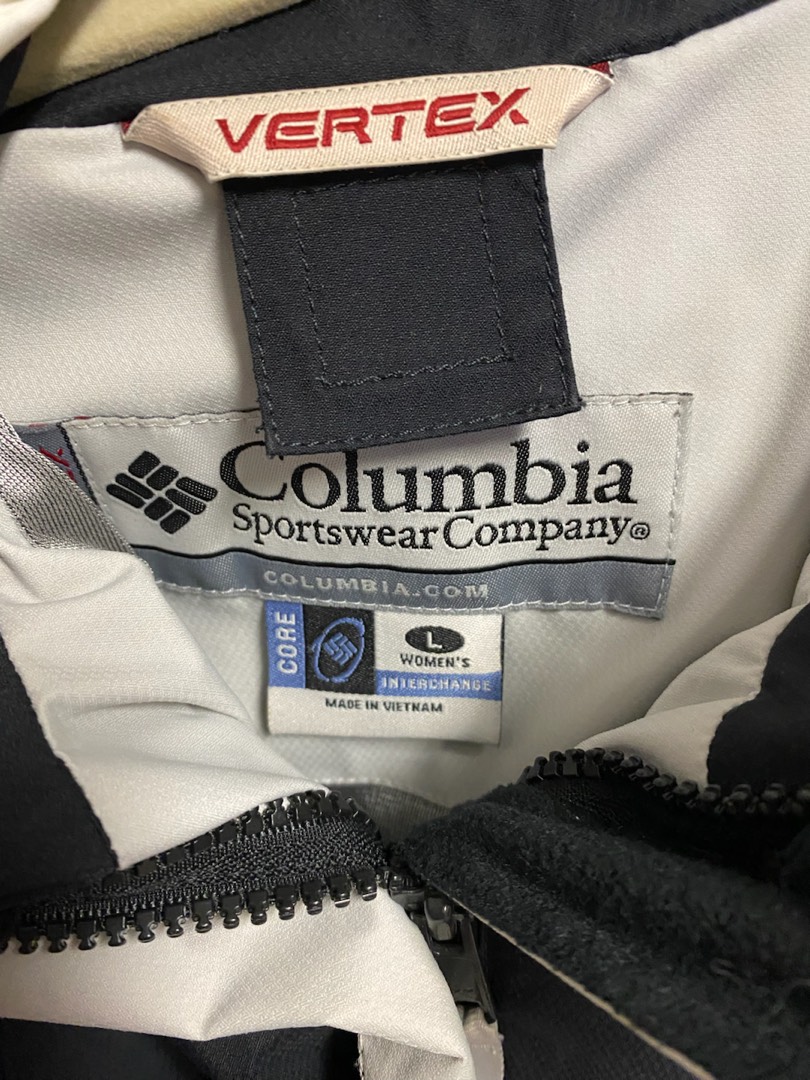 VERTEX
Columbia
Sportswear Company®
COLUMBIA.COM
CORE
L
WOMEN'S
INTERCHANGE
MADE IN VIETNAM